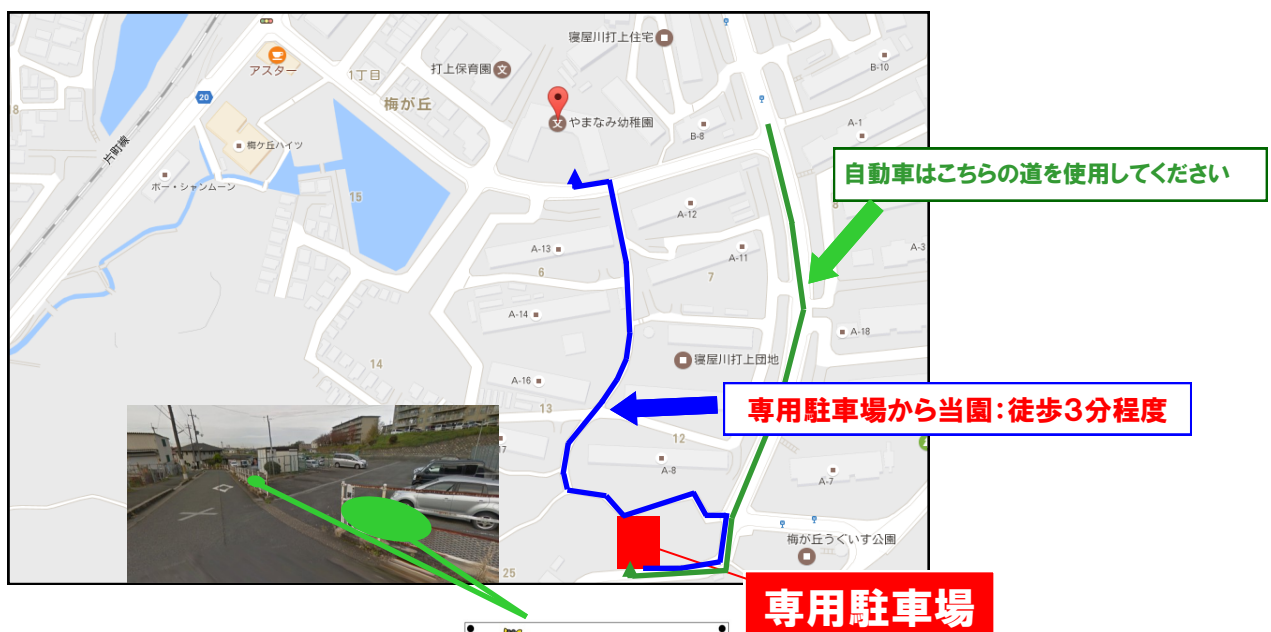 寝屋川打上住宅
アスター
1丁目
打上保育園
B-10
梅が丘
20
やまなみ幼稚園
B-8
A-1
片町線
梅ケ丘ハイツ
自動車はこちらの道を使用してください
ボー・シャンムーン
15
A-12
A-13
A-11
A-3
6
7
A-14
A-18
寝屋川打上団地
14
A-16
13
専用駐車場から当園：徒歩3分程度
12
17
A-8
A-7
梅が丘うぐいす公園
25
専用駐車場